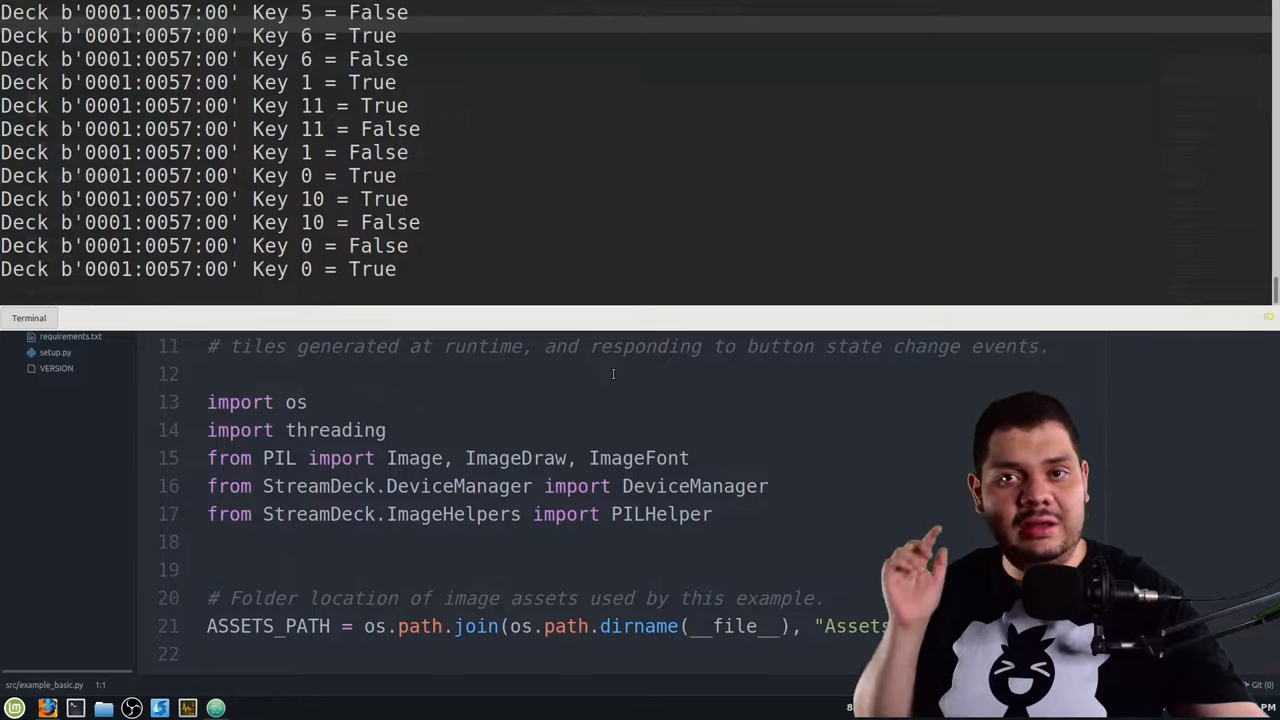 Deck b'0001:0057:00' Key 5 = False
Deck b'0001:0057:00' Key 6 = True
Deck b'0001:0057:00' Key 6 = False
Deck b'0001:0057:00' Key 1 = True
Deck b'0001:0057:00' Key 11 = True
Deck b'0001:0057:00' Key 11 = False
Deck b'0001:0057:00' Key 1 = False
Deck b'0001:0057:00' Key 0 = True
Deck b'0001:0057:00' Key 10 = True
Deck b'0001:0057:00' Key 10 = False
Deck b'0001:0057:00' Key 0 = False
Deck b'0001:0057:00' Key 0 = True
Terminal
requirements.txt
setup.py
VERSION
11 # tiles generated at runtime, and responding to button state change events.
12
13 import os
14 import threading
15 from PIL import Image, ImageDraw, ImageFont
16 from StreamDeck.DeviceManager import DeviceManager
17 from StreamDeck.ImageHelpers import PILHelper
18
19
20 # Folder location of image assets used by this example.
21 ASSETS_PATH = os.path.join(os.path.dirname(__file__), "Assets
22
src/example_basic.py 1:1 Git (0)
8 PM